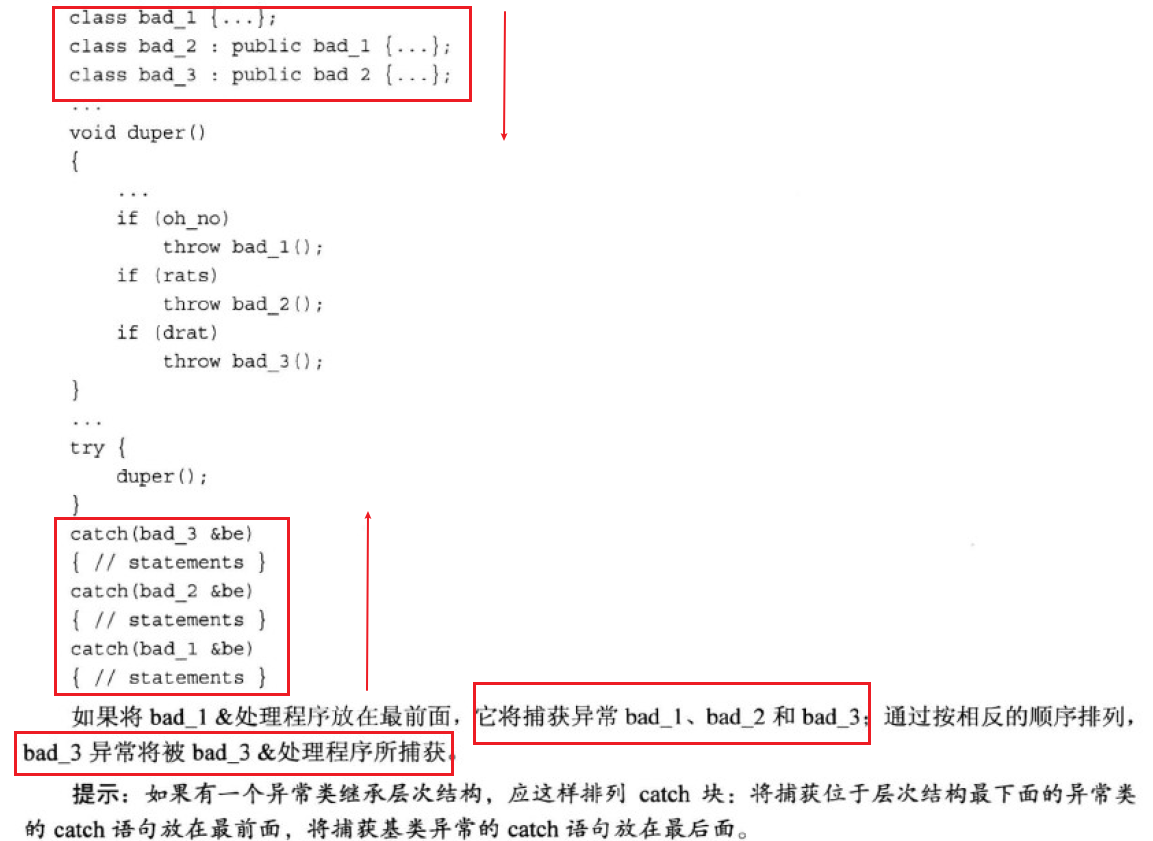 class bad_1 {...};
class bad_2 : public bad_1 {...};
class bad_3 : public bad 2 {...};
...
void duper()
{
...
if (oh_no)
throw bad_1();
if (rats)
throw bad_2();
if (drat)
throw bad_3();
}
...
try {
duper();
}
catch(bad_3 &be)
{ // statements }
catch(bad_2 &be)
{ // statements }
catch(bad_1 &be)
{ // statements }
如果将 bad_1 &处理程序放在最前面，它将捕获异常 bad_1、bad_2 和 bad_3；通过按相反的顺序排列，
bad_3 异常将被 bad_3 &处理程序所捕获。
提示：如果有一个异常类继承层次结构，应这样排列 catch 块：将捕获位于层次结构最下面的异常类
的 catch 语句放在最前面，将捕获基类异常的 catch 语句放在最后面。